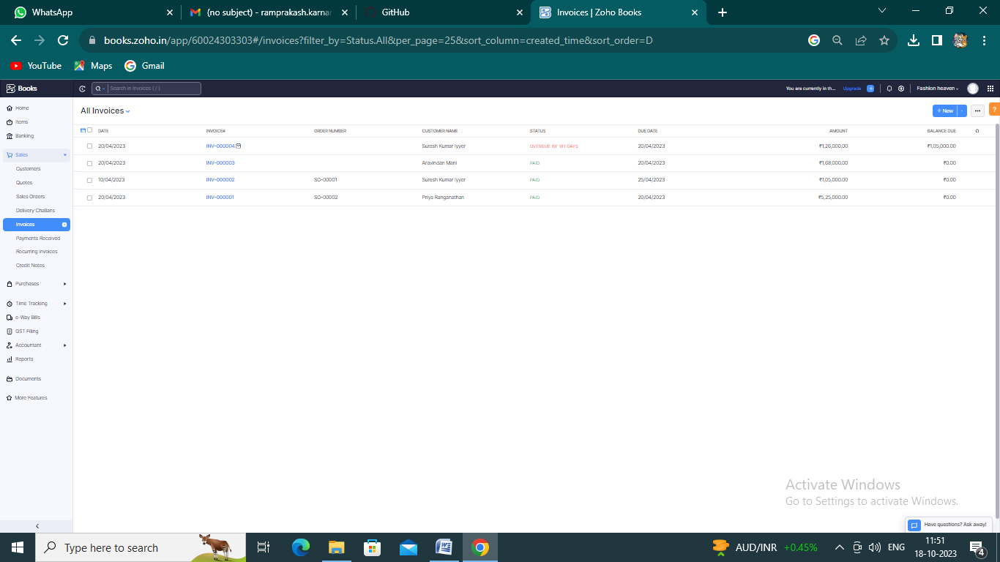 WhatsApp
(no subject) - ramprakash.karnar
GitHub
Invoices | Zoho Books
books.zoho.in/app/60024303303#/invoices?filter_by=Status.All&per_page=25&sort_column=created_time&sort_order=D
YouTube Maps Gmail
Books
Search in Invoices ( / )
You are currently in th... Upgrade
Fashion heaven
Home
Items
Banking
Sales
Customers
Quotes
Sales Orders
Delivery Challans
Invoices
Payments Received
Recurring Invoices
Credit Notes
Purchases
Time Tracking
e-Way Bills
GST Filing
Accountant
Reports
Documents
More Features
All Invoices
+ New
?
DATE INVOICE# ORDER NUMBER CUSTOMER NAME STATUS DUE DATE AMOUNT BALANCE DUE
20/04/2023 INV-000004 Suresh Kumar Iyyer OVERDUE BY 181 DAYS 20/04/2023 ₹1,26,000.00 ₹1,05,000.00
20/04/2023 INV-000003 Aravindan Mani PAID 20/04/2023 ₹1,68,000.00 ₹0.00
10/04/2023 INV-000002 SO-00001 Suresh Kumar Iyyer PAID 25/04/2023 ₹1,05,000.00 ₹0.00
20/04/2023 INV-000001 SO-00002 Priya Ranganathan PAID 20/04/2023 ₹5,25,000.00 ₹0.00
Activate Windows
Go to Settings to activate Windows.
Have questions? Ask away!
Type here to search
AUD/INR +0.45%
ENG
11:51
18-10-2023
4